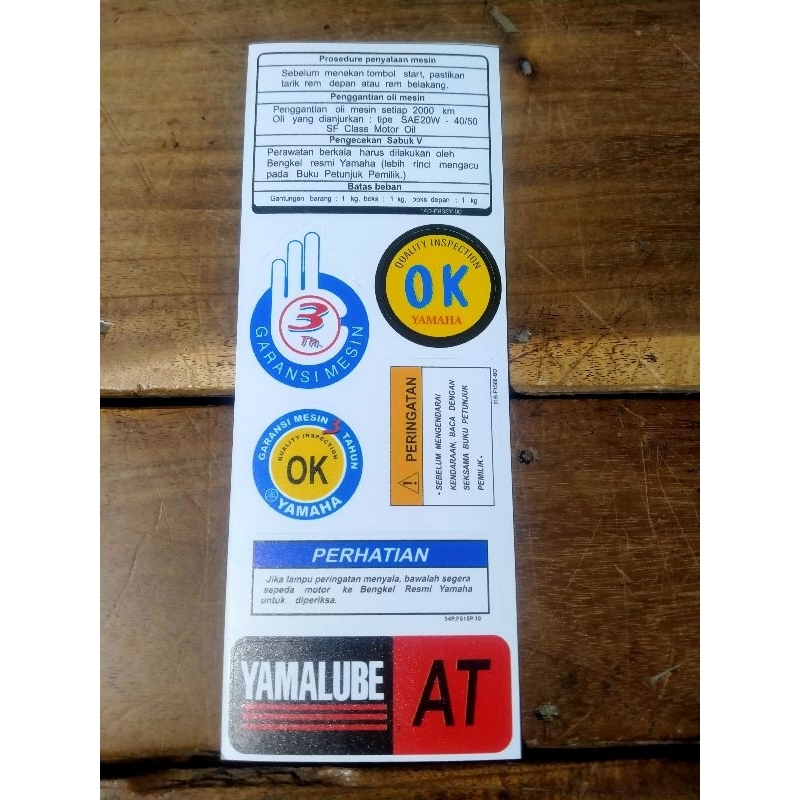 Prosedure penyalaan mesin
Sebelum menekan tombol start, pastikan
tarik rem depan atau rem belakang.
Penggantian oli mesin
Penggantian oli mesin setiap 2000 km
Oli yang dianjurkan : tipe SAE20W - 40/50
SF Class Motor Oil
Pengecekan Sabuk V
Perawatan berkala harus dilakukan oleh
Bengkel resmi Yamaha (lebih rinci mengacu
pada Buku Petunjuk Pemilik.)
Batas beban
Gantungan barang : 1 kg, boks : 1 kg, boks depan : 1 kg
3
Th.
GARANSI MESIN
QUALITY INSPECTION
OK
YAMAHA
GARANSI MESIN 3 TAHUN
QUALITY INSPECTION
OK
YAMAHA
PERINGATAN
• SEBELUM MENGENDARAI
KENDARAAN, BACA DENGAN
SEKSAMA BUKU PETUNJUK
PEMILIK.
PERHATIAN
Jika lampu peringatan menyala, bawalah segera
sepeda motor ke Bengkel Resmi Yamaha
untuk diperiksa.
YAMALUBE
AT